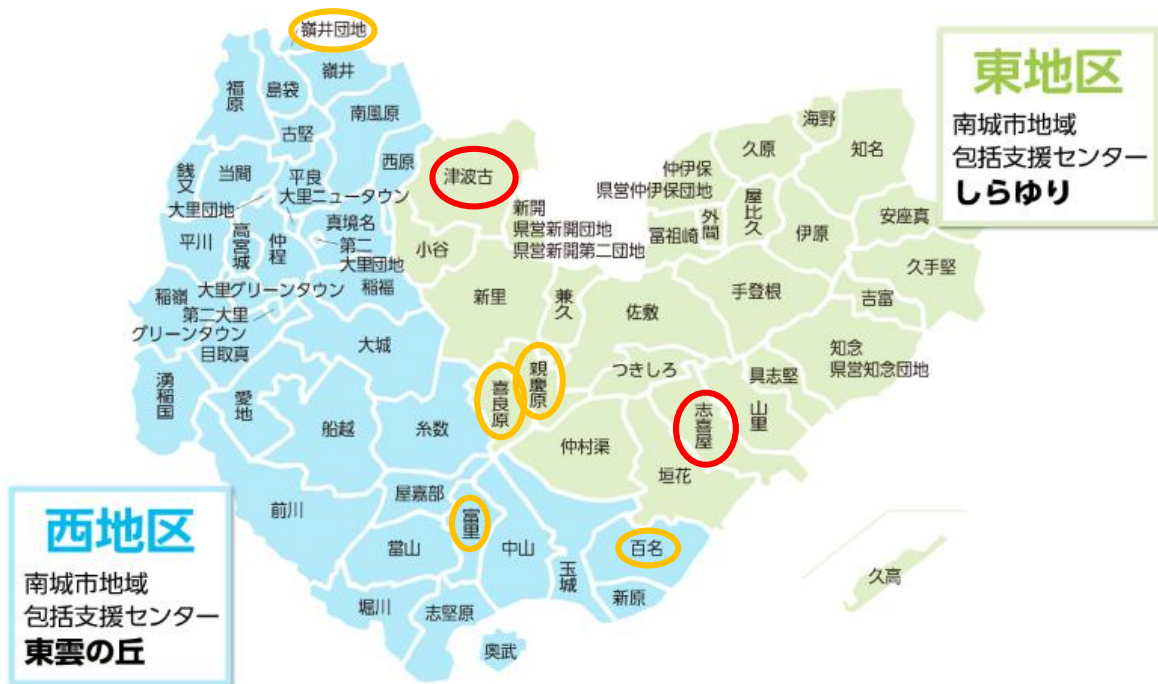 嶺井団地
嶺井
福原
島袋
南風原
古堅
西原
銭又
当間
平良
大里ニュータウン
大里団地
真境名
平川
高宮城
仲程
第二
大里団地
稲嶺
大里グリーンタウン
稲福
第二大里
グリーンタウン
目取真
大城
湧稲国
愛地
船越
糸数
前川
屋嘉部
富里
當山
中山
玉城
百名
新原
堀川
志堅原
奥武
津波古
新開
県営新開団地
県営新開第二団地
小谷
新里
兼久
仲伊保
県営仲伊保団地
冨祖崎
外間
屋比久
久原
海野
知名
伊原
安座真
久手堅
吉富
手登根
佐敷
知念
県営知念団地
つきしろ
具志堅
親慶原
喜良原
志喜屋
山里
仲村渠
垣花
久高
東地区
南城市地域
包括支援センター
しらゆり
西地区
南城市地域
包括支援センター
東雲の丘